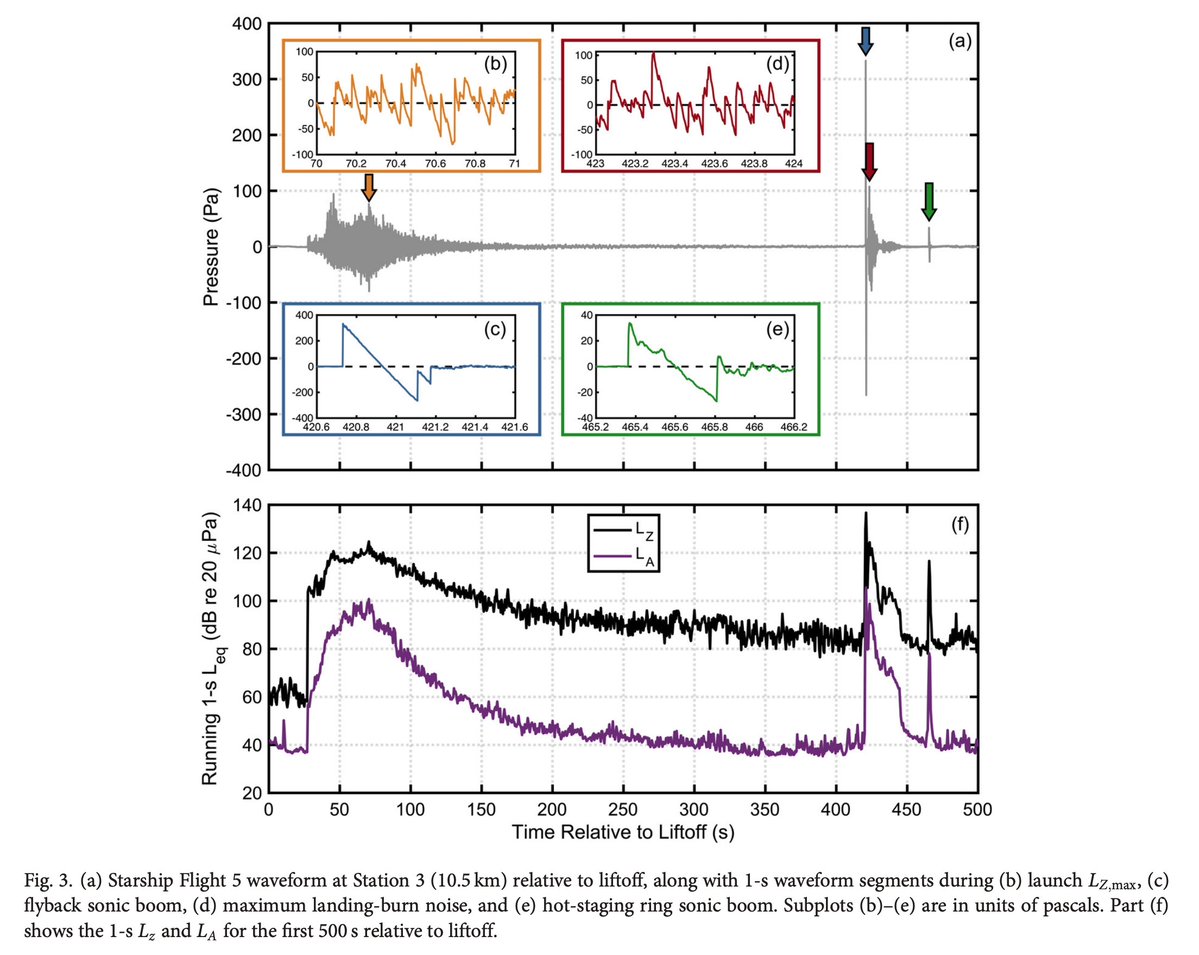 400
300
200
100
0
-100
-200
-300
-400
Pressure (Pa)
(a)
(b)
100
50
0
-50
-100
70 70.2 70.4 70.6 70.8 71
(d)
100
50
0
-50
-100
423 423.2 423.4 423.6 423.8 424
(c)
400
200
0
-200
-400
420.6 420.8 421 421.2 421.4 421.6
(e)
40
20
0
-20
-40
465.2 465.4 465.6 465.8 466 466.2
140
120
100
80
60
40
20
Running 1-s Leq (dB re 20 μPa)
(f)
LZ
LA
0 50 100 150 200 250 300 350 400 450 500
Time Relative to Liftoff (s)
Fig. 3. (a) Starship Flight 5 waveform at Station 3 (10.5 km) relative to liftoff, along with 1-s waveform segments during (b) launch LZ,max, (c)
flyback sonic boom, (d) maximum landing-burn noise, and (e) hot-staging ring sonic boom. Subplots (b)–(e) are in units of pascals. Part (f)
shows the 1-s Lz and LA for the first 500 s relative to liftoff.